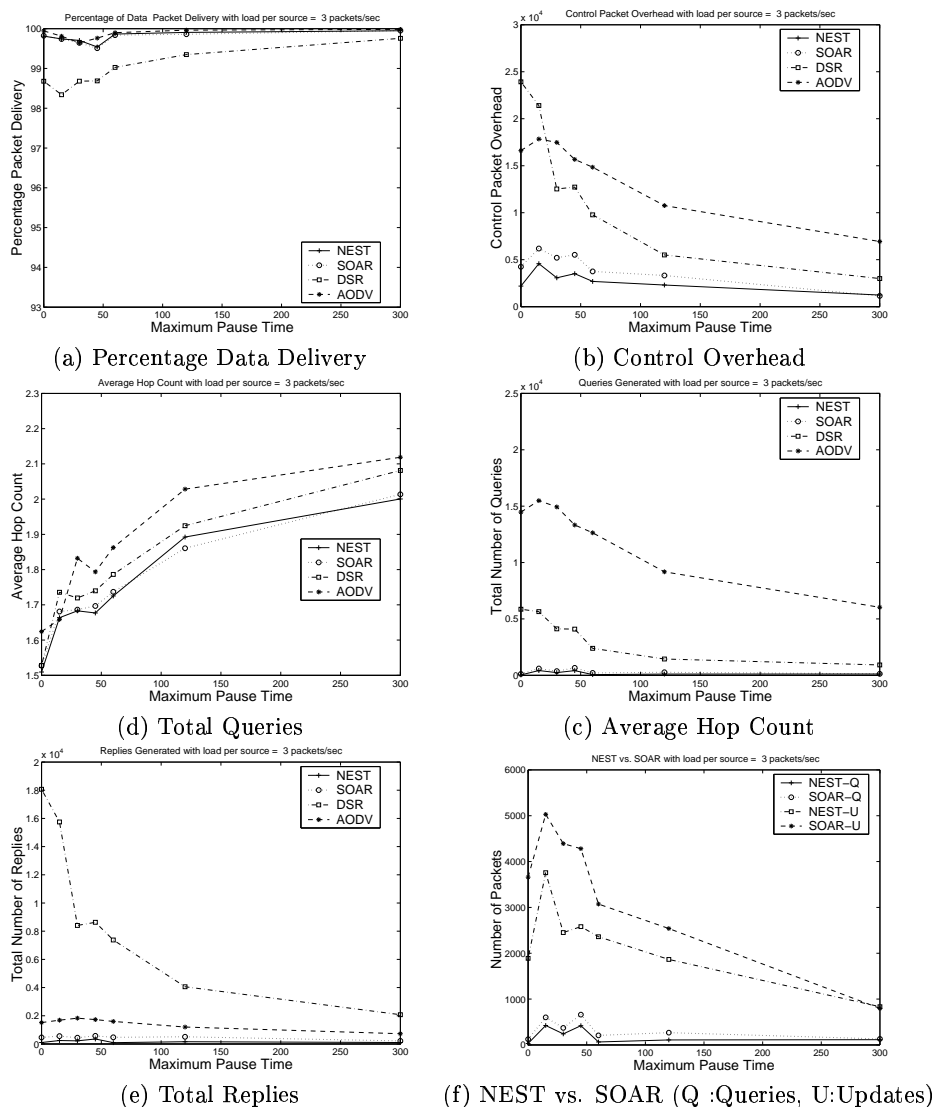 Percentage of Data Packet Delivery with load per source = 3 packets/sec
100
99
98
97
96
95
94
93
Percentage Packet Delivery
NEST
SOAR
DSR
AODV
0 50 100 150 200 250 300
Maximum Pause Time
(a) Percentage Data Delivery
Control Packet Overhead with load per source = 3 packets/sec
x 10^4
3
2.5
2
1.5
1
0.5
0
Control Packet Overhead
NEST
SOAR
DSR
AODV
0 50 100 150 200 250 300
Maximum Pause Time
(b) Control Overhead
Average Hop Count with load per source = 3 packets/sec
2.3
2.2
2.1
2
1.9
1.8
1.7
1.6
1.5
Average Hop Count
NEST
SOAR
DSR
AODV
0 50 100 150 200 250 300
Maximum Pause Time
(d) Total Queries
Queries Generated with load per source = 3 packets/sec
x 10^4
2.5
2
1.5
1
0.5
0
Total Number of Queries
NEST
SOAR
DSR
AODV
0 50 100 150 200 250 300
Maximum Pause Time
(c) Average Hop Count
Replies Generated with load per source = 3 packets/sec
x 10^4
2
1.8
1.6
1.4
1.2
1
0.8
0.6
0.4
0.2
0
Total Number of Replies
NEST
SOAR
DSR
AODV
0 50 100 150 200 250 300
Maximum Pause Time
(e) Total Replies
NEST vs. SOAR with load per source = 3 packets/sec
6000
5000
4000
3000
2000
1000
0
Number of Packets
NEST–Q
SOAR–Q
NEST–U
SOAR–U
0 50 100 150 200 250 300
Maximum Pause Time
(f) NEST vs. SOAR (Q :Queries, U:Updates)